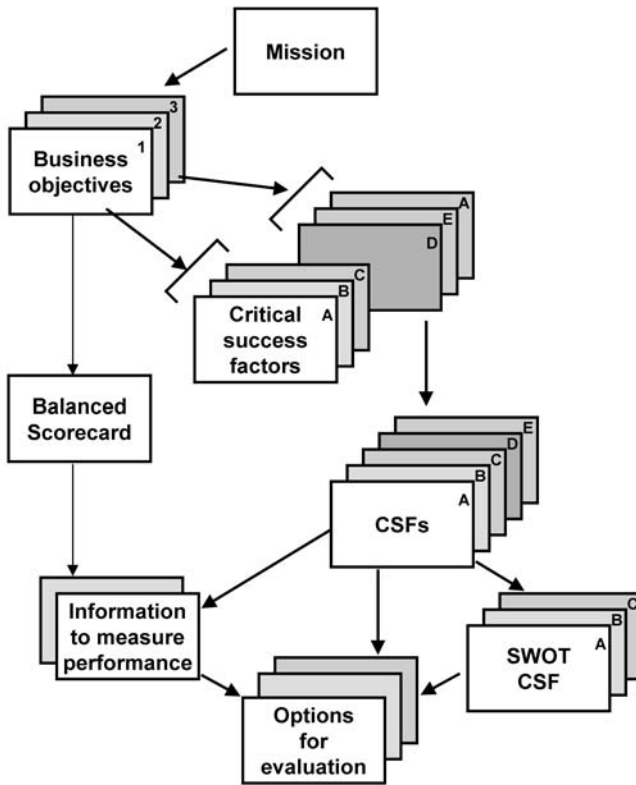 Mission
3
2
1
Business
objectives
A
E
D
C
B
A
Critical
success
factors
Balanced
Scorecard
E
D
C
B
A
CSFs
Information
to measure
performance
C
B
A
SWOT
CSF
Options
for
evaluation